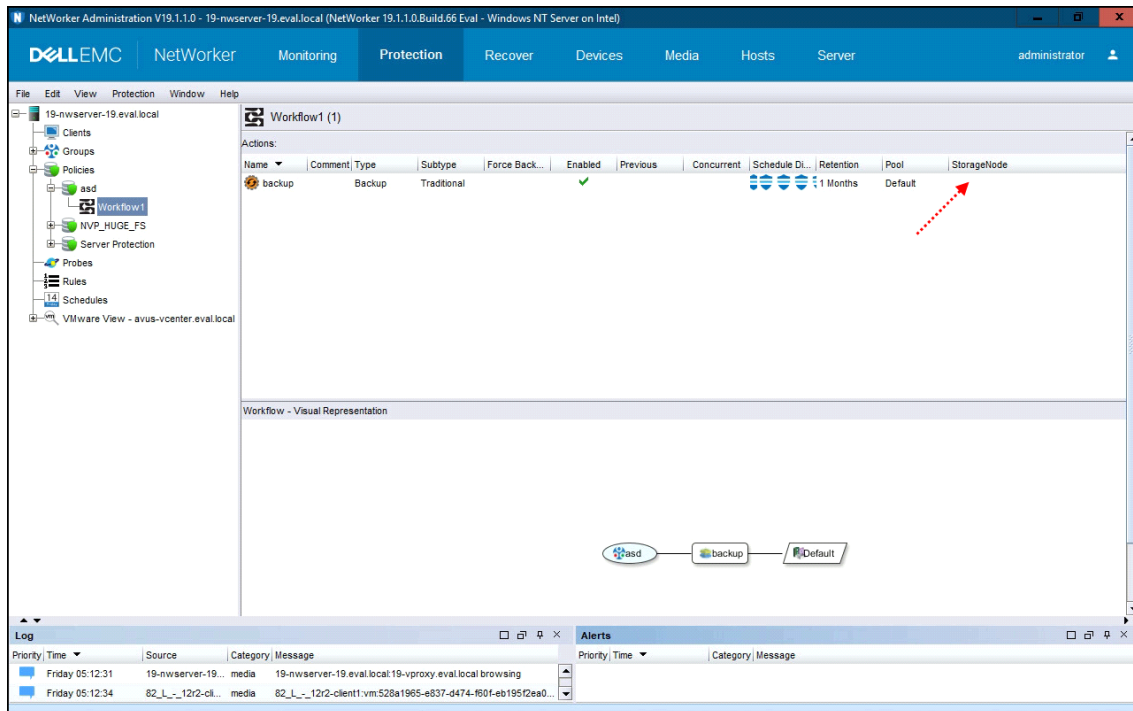 NetWorker Administration V19.1.1.0 - 19-nwserver-19.eval.local (NetWorker 19.1.1.0.Build.66 Eval - Windows NT Server on Intel)
DELLEMC NetWorker Monitoring Protection Recover Devices Media Hosts Server administrator
File Edit View Protection Window Help
19-nwserver-19.eval.local
Clients
Groups
Policies
asd
Workflow1
NVP_HUGE_FS
Server Protection
Probes
Rules
14 Schedules
VMware View - avus-vcenter.eval.local
Workflow1 (1)
Actions:
Name Comment Type Subtype Force Back... Enabled Previous Concurrent Schedule Di... Retention Pool StorageNode
backup Backup Traditional 1 Months Default
Workflow - Visual Representation
asd backup Default
Log
Priority Time Source Category Message
Friday 05:12:31 19-nwserver-19... media 19-nwserver-19.eval.local:19-vproxy.eval.local browsing
Friday 05:12:34 82_L_-_12r2-cli... media 82_L_-_12r2-client1:vm:528a1965-e837-d474-f60f-eb195f2ea0...
Alerts
Priority Time Category Message